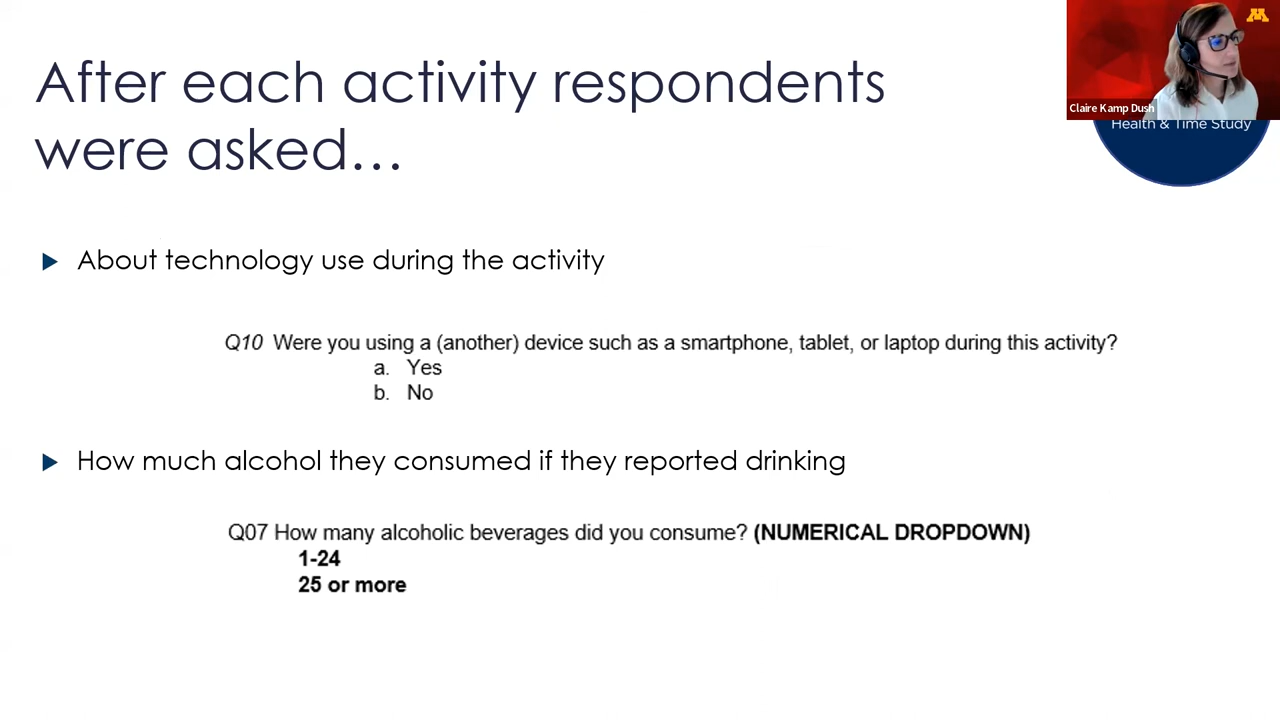 After each activity respondents
were asked…
Claire Kamp Dush
Health & Time Study
About technology use during the activity
Q10 Were you using a (another) device such as a smartphone, tablet, or laptop during this activity?
a. Yes
b. No
How much alcohol they consumed if they reported drinking
Q07 How many alcoholic beverages did you consume? (NUMERICAL DROPDOWN)
1-24
25 or more